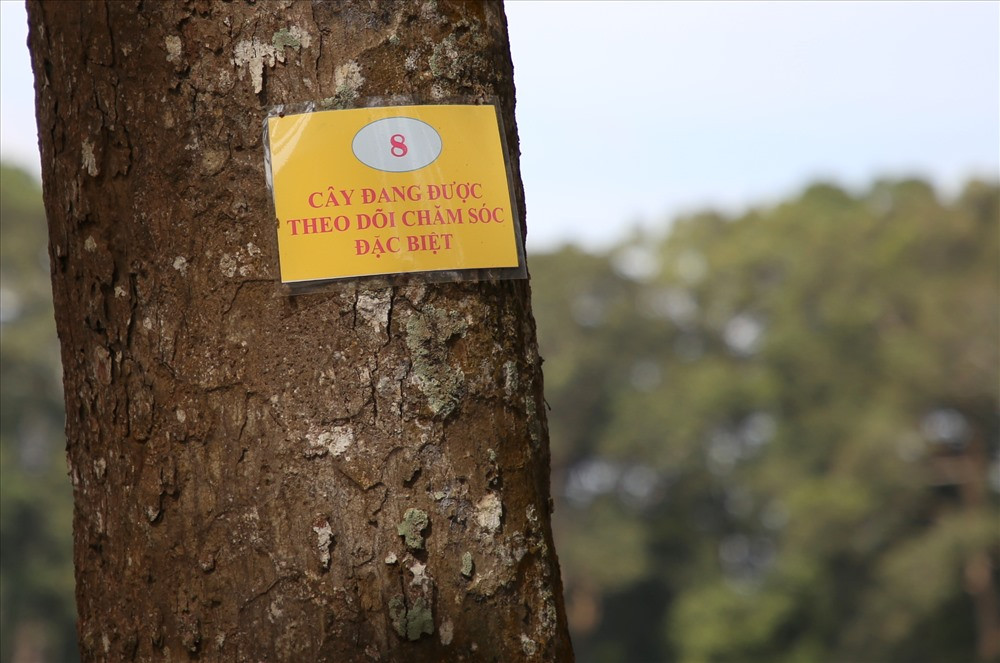 8
CÂY ĐANG ĐƯỢC
THEO DÕI CHĂM SÓC
ĐẶC BIỆT